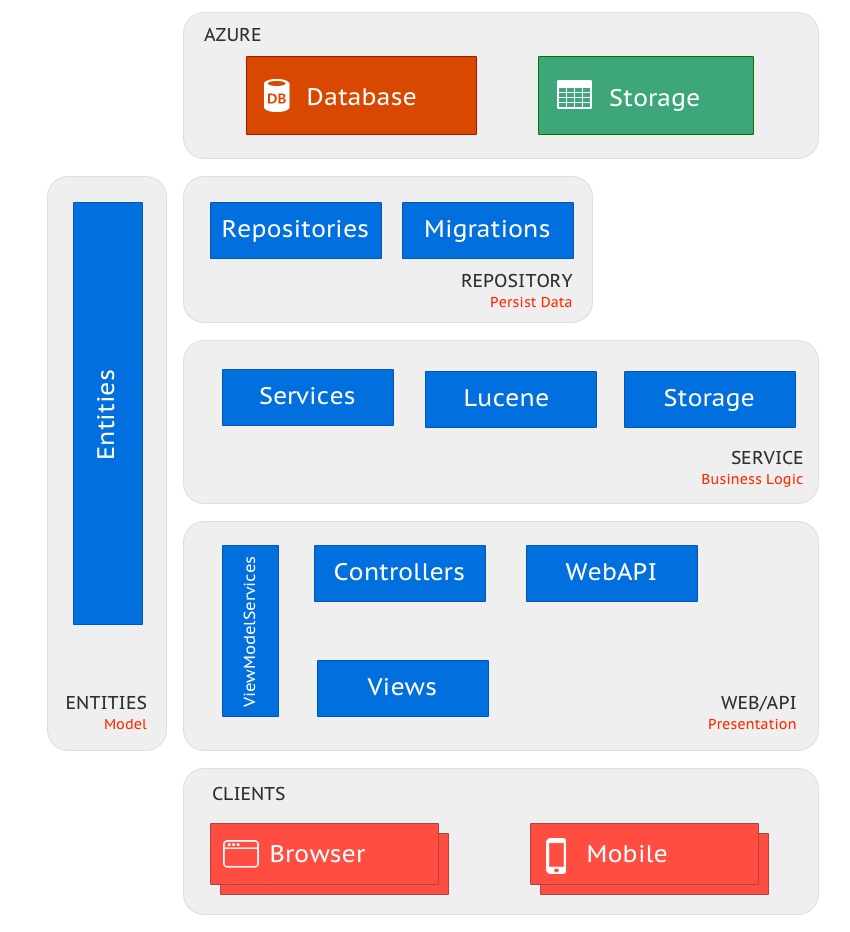 AZURE
DB
Database
Storage
Entities
ENTITIES
Model
Repositories
Migrations
REPOSITORY
Persist Data
Services
Lucene
Storage
SERVICE
Business Logic
ViewModelServices
Controllers
WebAPI
Views
WEB/API
Presentation
CLIENTS
Browser
Mobile